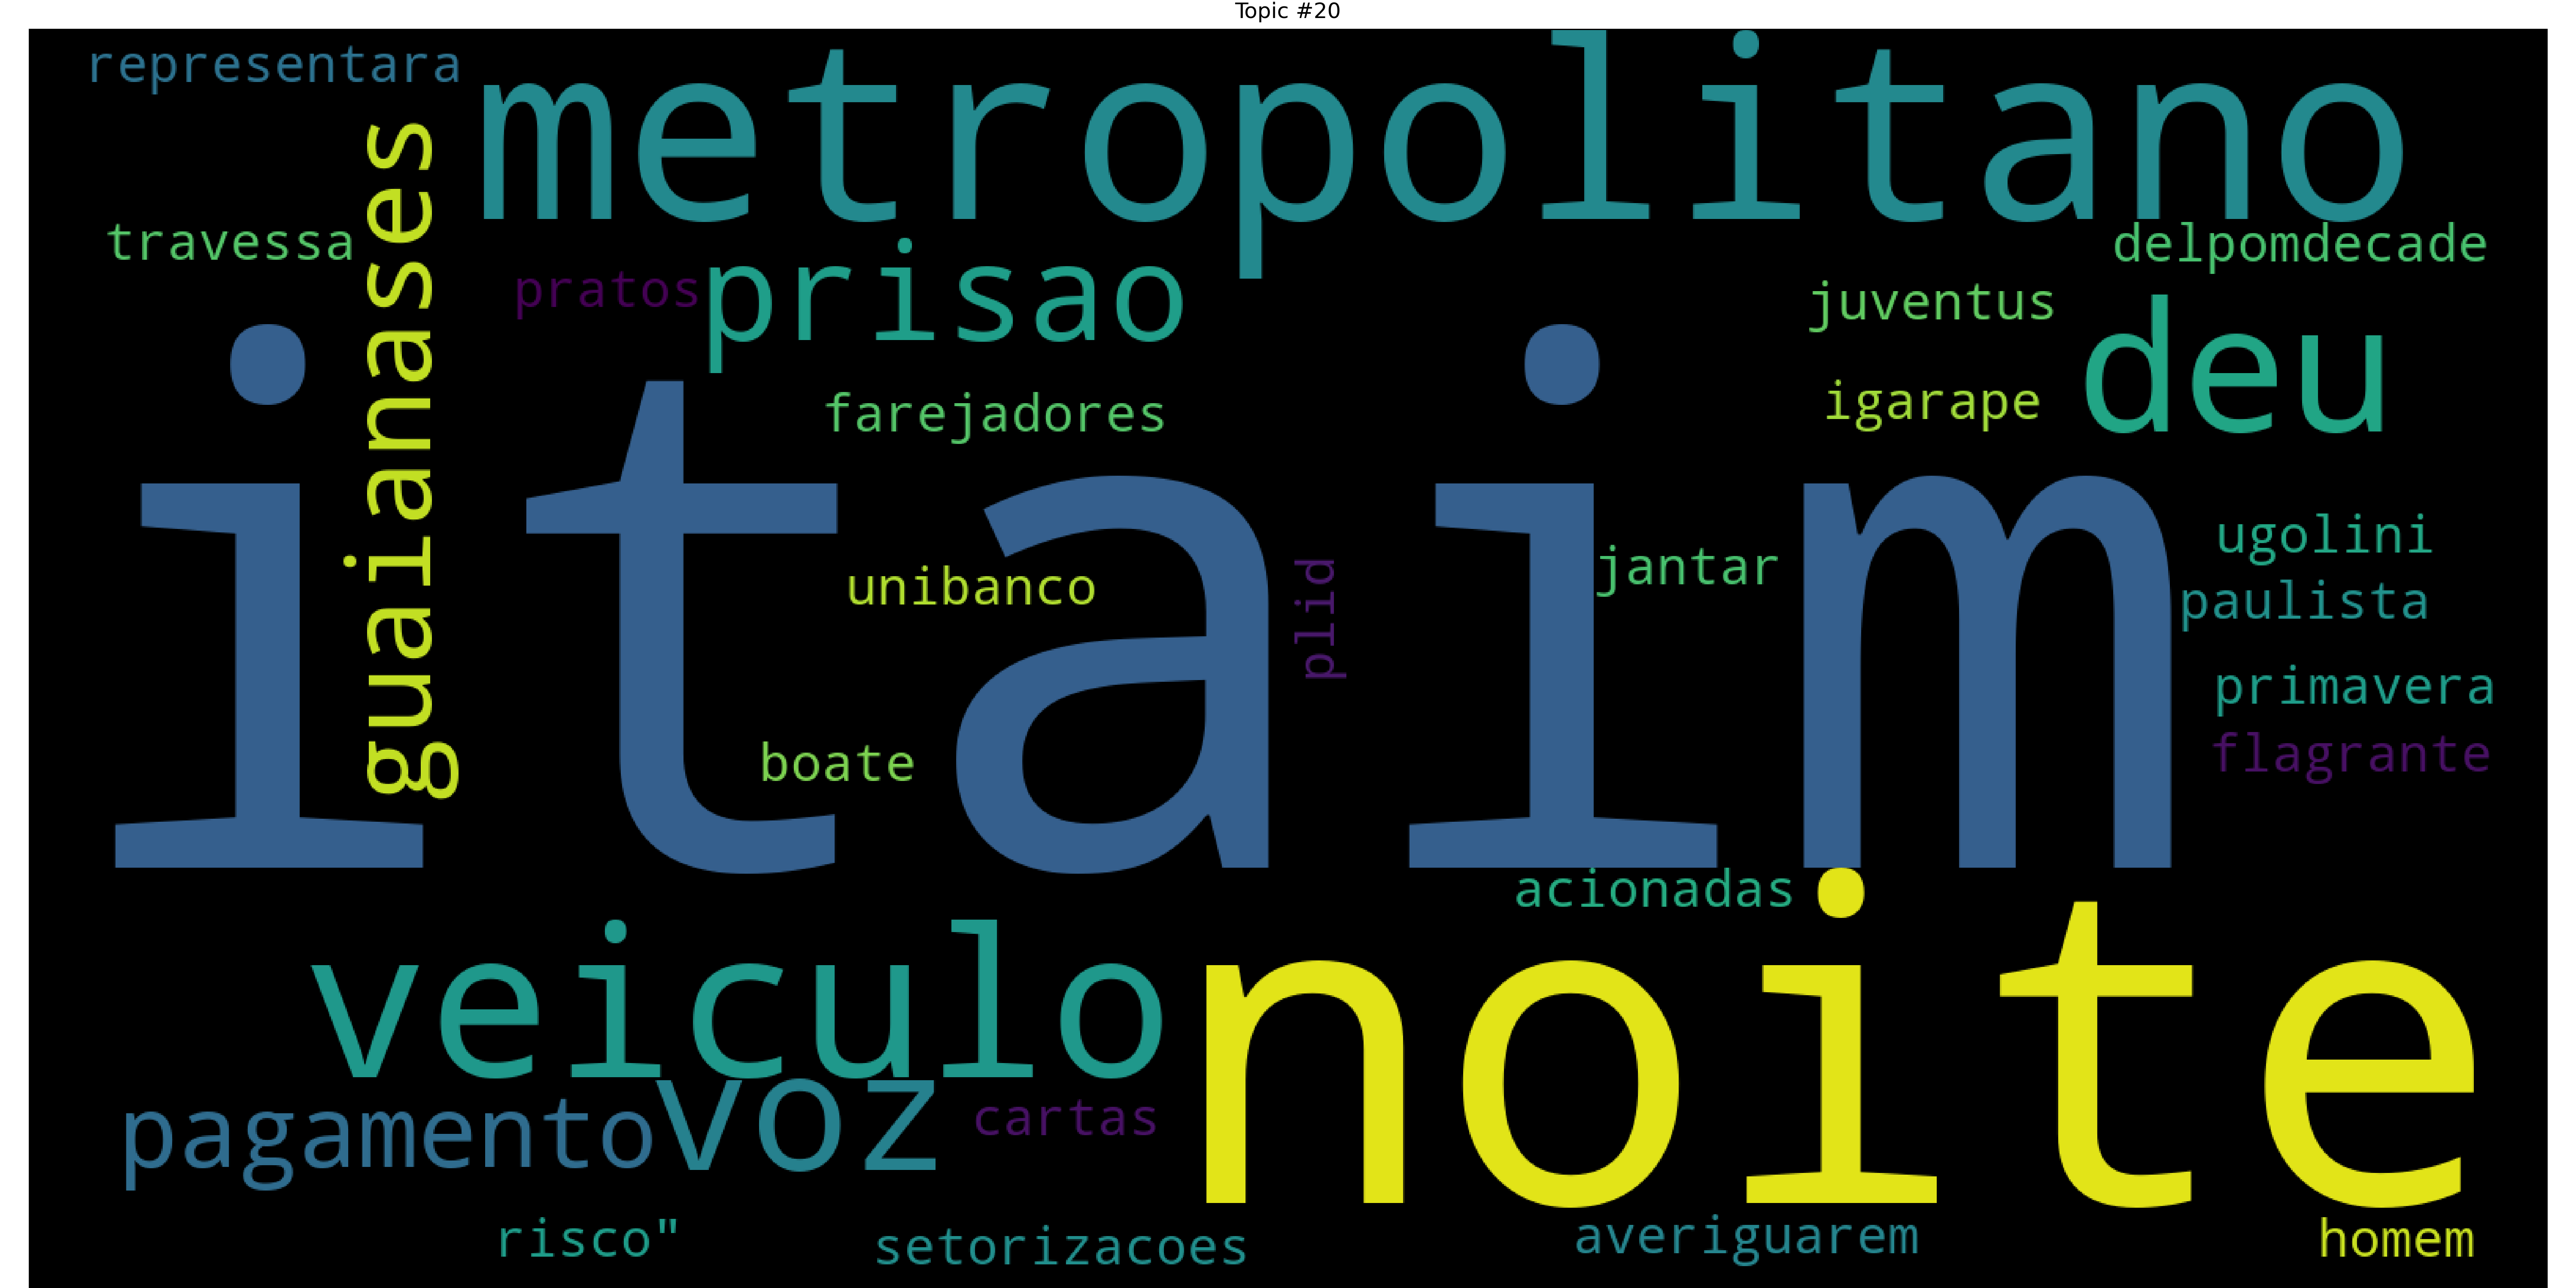 Topic #20
representara
metropolitano
guaianases
travessa
pratos
prisao
delpomdecade
juventus
deu
farejadores
igarape
itaim
unibanco
plid
jantar
ugolini
paulista
primavera
flagrante
boate
acionadas
veiculo
noite
pagamento
voz
cartas
risco"
setorizacoes
averiguarem
homem